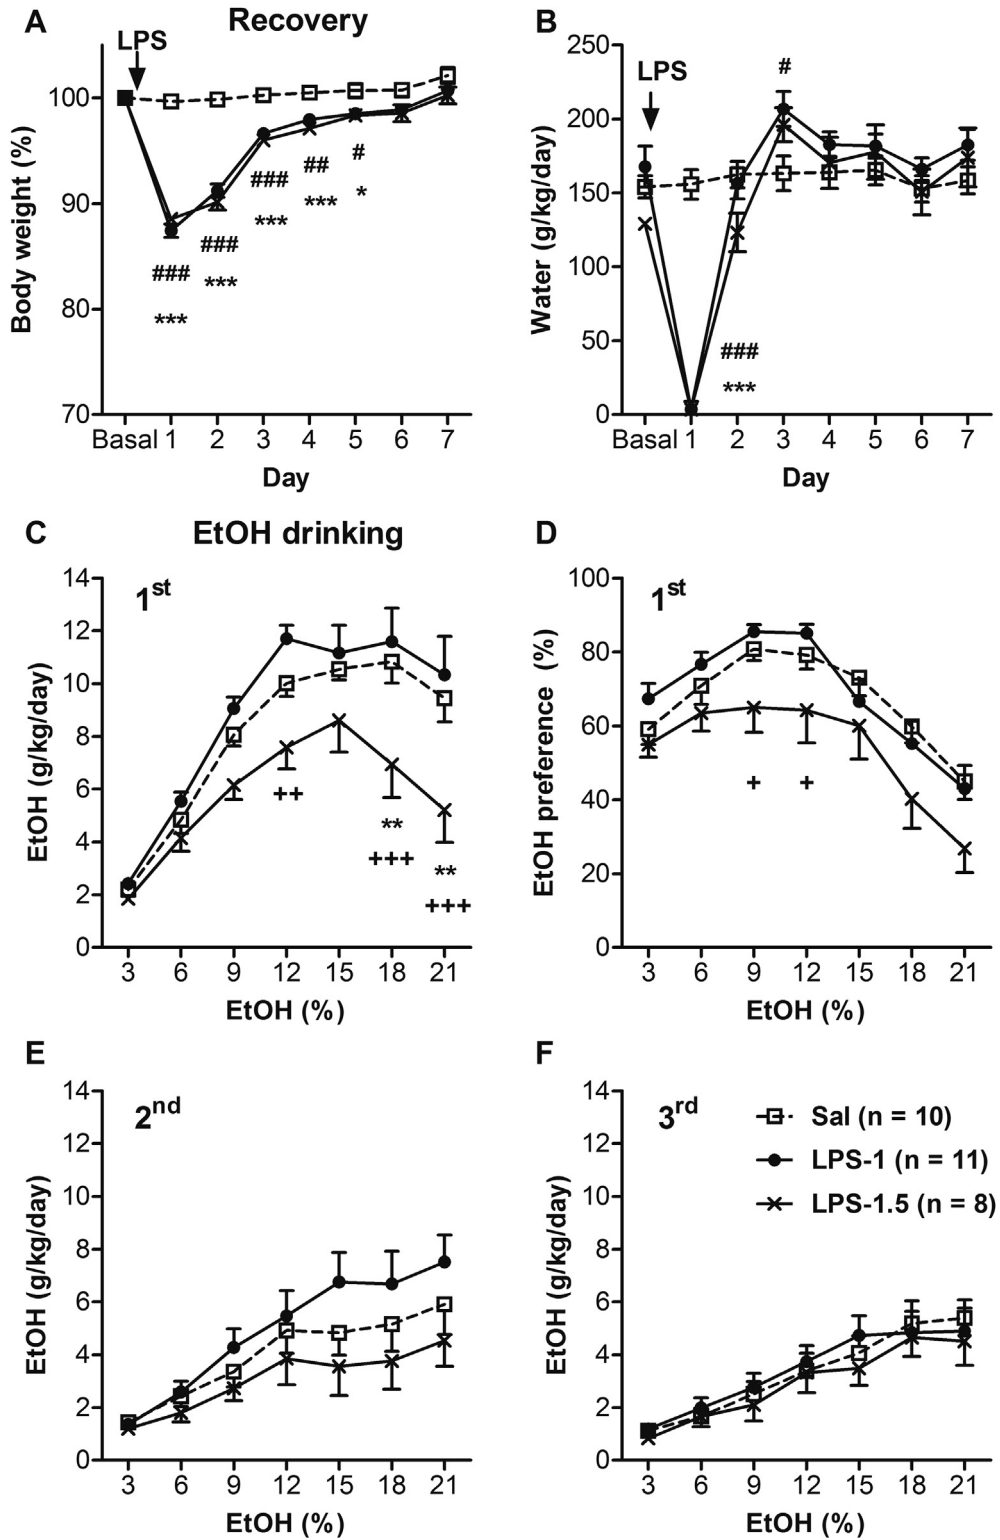 A
Recovery
LPS
100
90
80
70
Body weight (%)
###
***
###
***
###
***
##
***
#
*
Basal 1 2 3 4 5 6 7
Day
B
250
200
150
100
50
0
Water (g/kg/day)
LPS
#
###
***
Basal 1 2 3 4 5 6 7
Day
C
EtOH drinking
1st
14
12
10
8
6
4
2
0
EtOH (g/kg/day)
++
**
+++
**
+++
3 6 9 12 15 18 21
EtOH (%)
D
1st
100
80
60
40
20
0
EtOH preference (%)
+ +
3 6 9 12 15 18 21
EtOH (%)
E
2nd
14
12
10
8
6
4
2
0
EtOH (g/kg/day)
3 6 9 12 15 18 21
EtOH (%)
F
3rd
14
12
10
8
6
4
2
0
EtOH (g/kg/day)
Sal (n = 10)
LPS-1 (n = 11)
LPS-1.5 (n = 8)
3 6 9 12 15 18 21
EtOH (%)